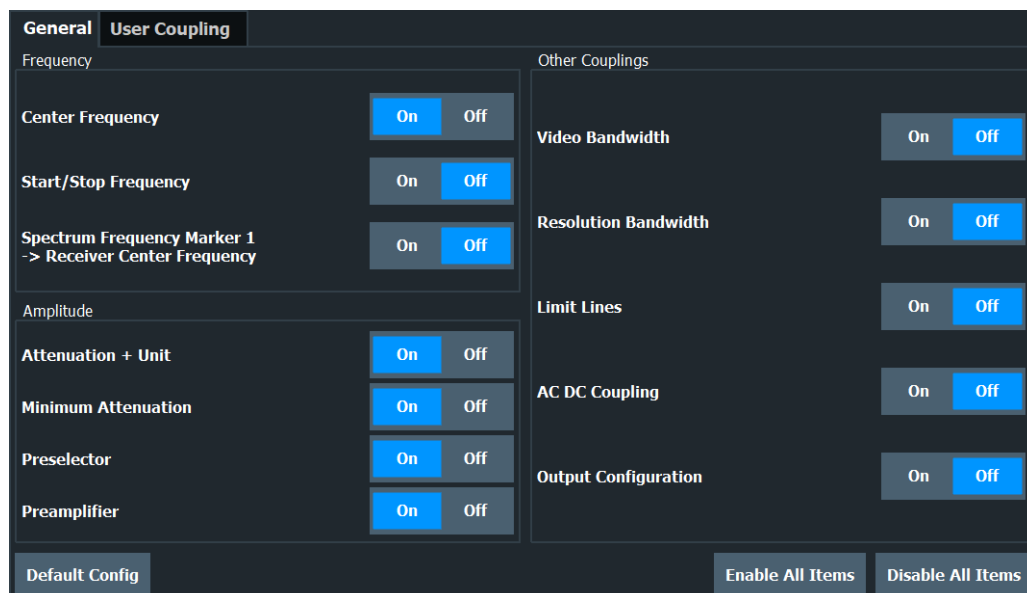 General User Coupling
Frequency
Center Frequency On Off
Start/Stop Frequency On Off
Spectrum Frequency Marker 1
-> Receiver Center Frequency On Off
Amplitude
Attenuation + Unit On Off
Minimum Attenuation On Off
Preselector On Off
Preamplifier On Off
Other Couplings
Video Bandwidth On Off
Resolution Bandwidth On Off
Limit Lines On Off
AC DC Coupling On Off
Output Configuration On Off
Default Config Enable All Items Disable All Items